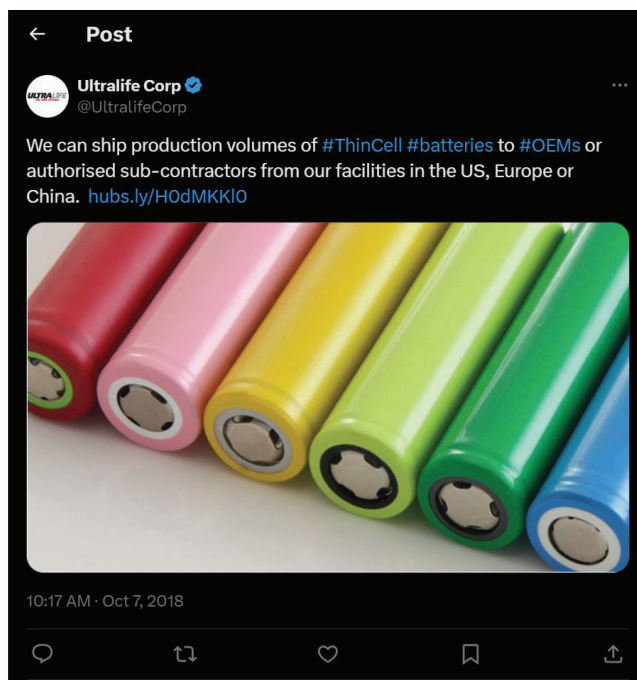 Post
ULTRALIFE
Ultralife Corp
@UltralifeCorp
We can ship production volumes of #ThinCell #batteries to #OEMs or
authorised sub-contractors from our facilities in the US, Europe or
China. hubs.ly/H0dMKKl0
10:17 AM · Oct 7, 2018